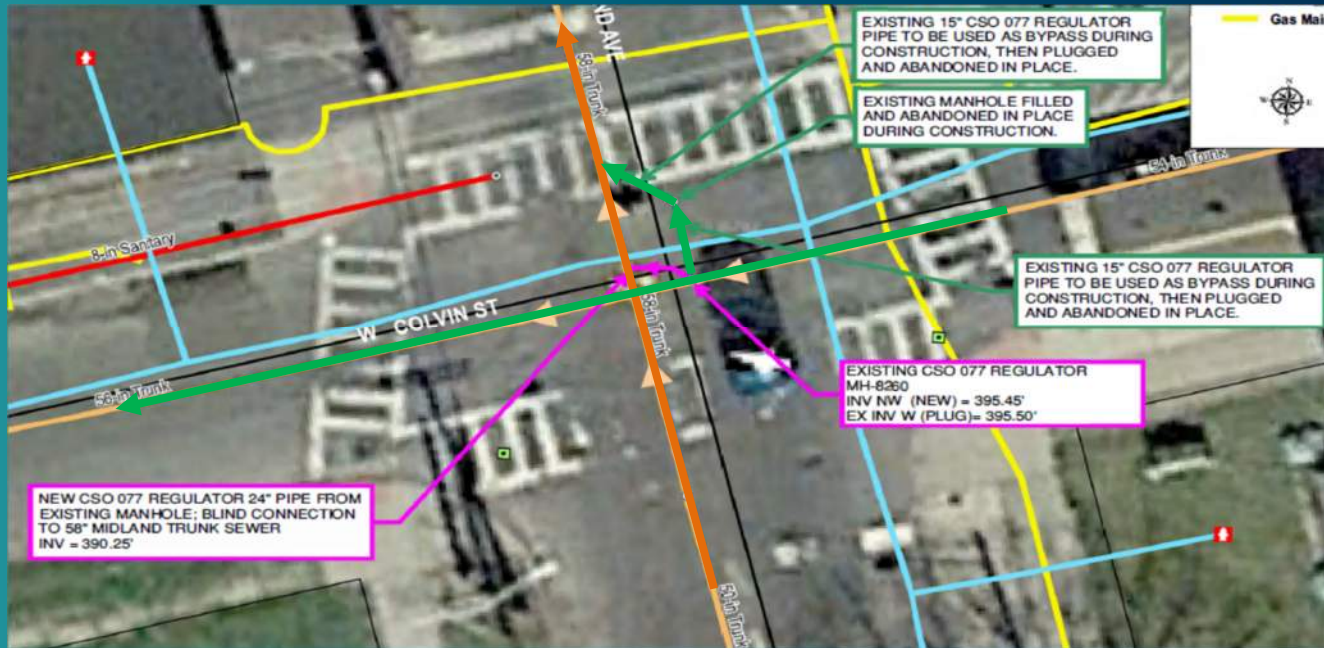 Gas Mai
N
W E
S
EXISTING 15" CSO 077 REGULATOR
PIPE TO BE USED AS BYPASS DURING
CONSTRUCTION, THEN PLUGGED
AND ABANDONED IN PLACE.
EXISTING MANHOLE FILLED
AND ABANDONED IN PLACE
DURING CONSTRUCTION.
ND AVE
58-in Trunk
54-in Trunk
8-in Sanitary
EXISTING 15" CSO 077 REGULATOR
PIPE TO BE USED AS BYPASS DURING
CONSTRUCTION, THEN PLUGGED
AND ABANDONED IN PLACE.
W COLVIN ST
58-in Trunk
EXISTING CSO 077 REGULATOR
MH-8260
INV NW (NEW) = 395.45'
EX INV W (PLUG)= 395.50'
in Trunk
NEW CSO 077 REGULATOR 24" PIPE FROM
EXISTING MANHOLE; BLIND CONNECTION
TO 58" MIDLAND TRUNK SEWER
INV = 390.25'
in Trunk